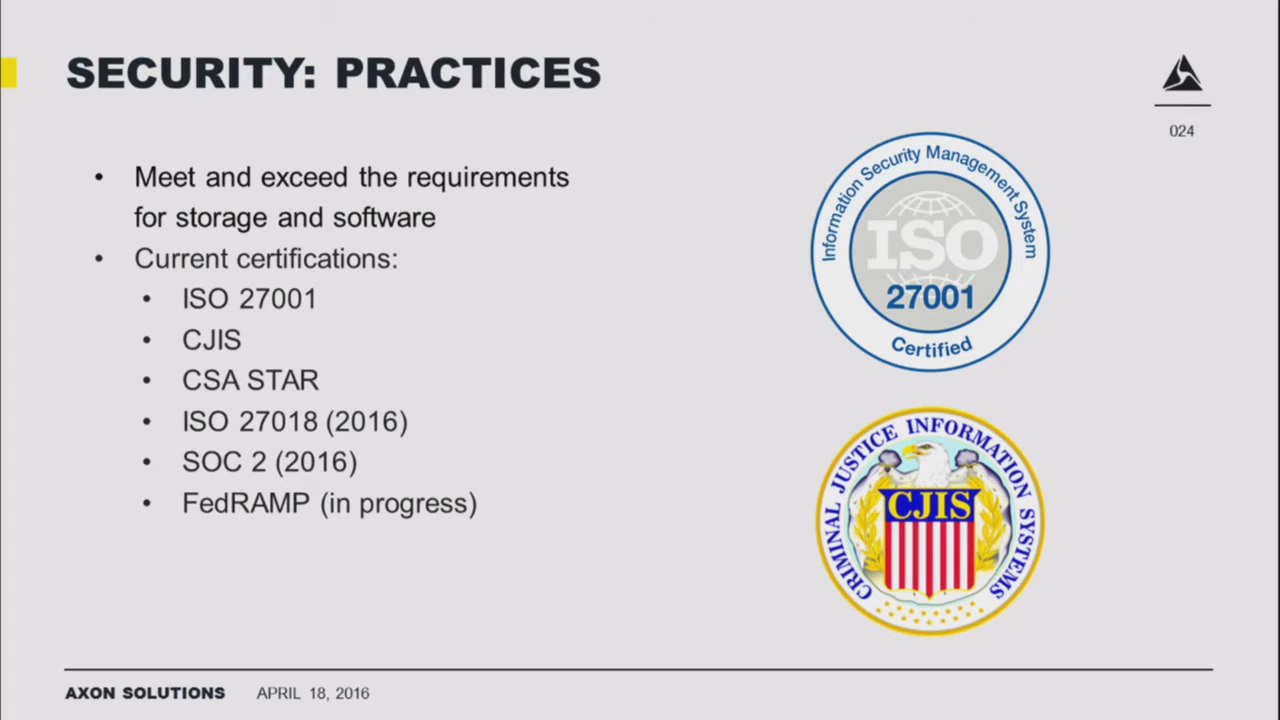 SECURITY: PRACTICES
024
• Meet and exceed the requirements
for storage and software
• Current certifications:
• ISO 27001
• CJIS
• CSA STAR
• ISO 27018 (2016)
• SOC 2 (2016)
• FedRAMP (in progress)
Information Security Management System
ISO
27001
Certified
CRIMINAL JUSTICE INFORMATION SYSTEMS
CJIS
AXON SOLUTIONS APRIL 18, 2016